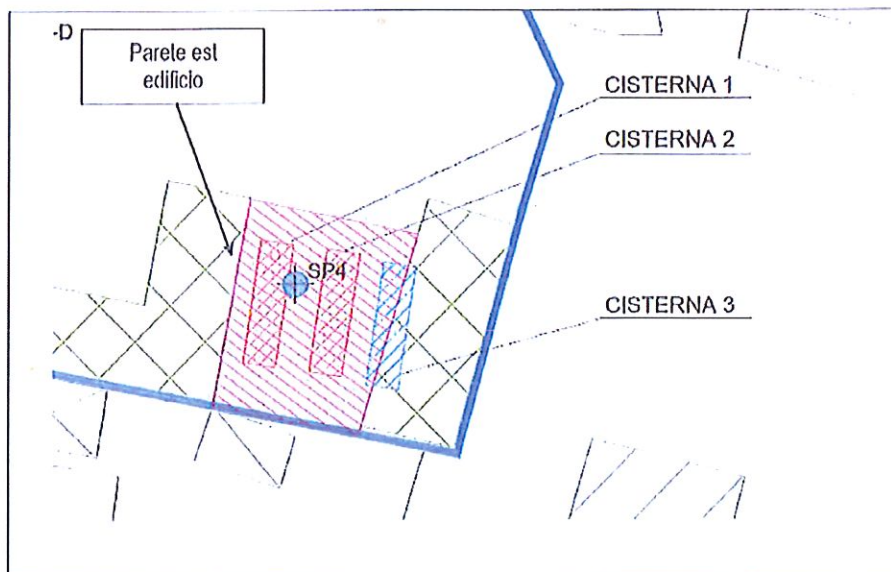 -D
Parete est
edificio
CISTERNA 1
CISTERNA 2
SP4
CISTERNA 3